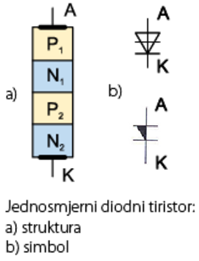 A
P1
N1
P2
N2
K
a)
b)
A
K
A
K
Jednosmjerni diodni tiristor:
a) struktura
b) simbol